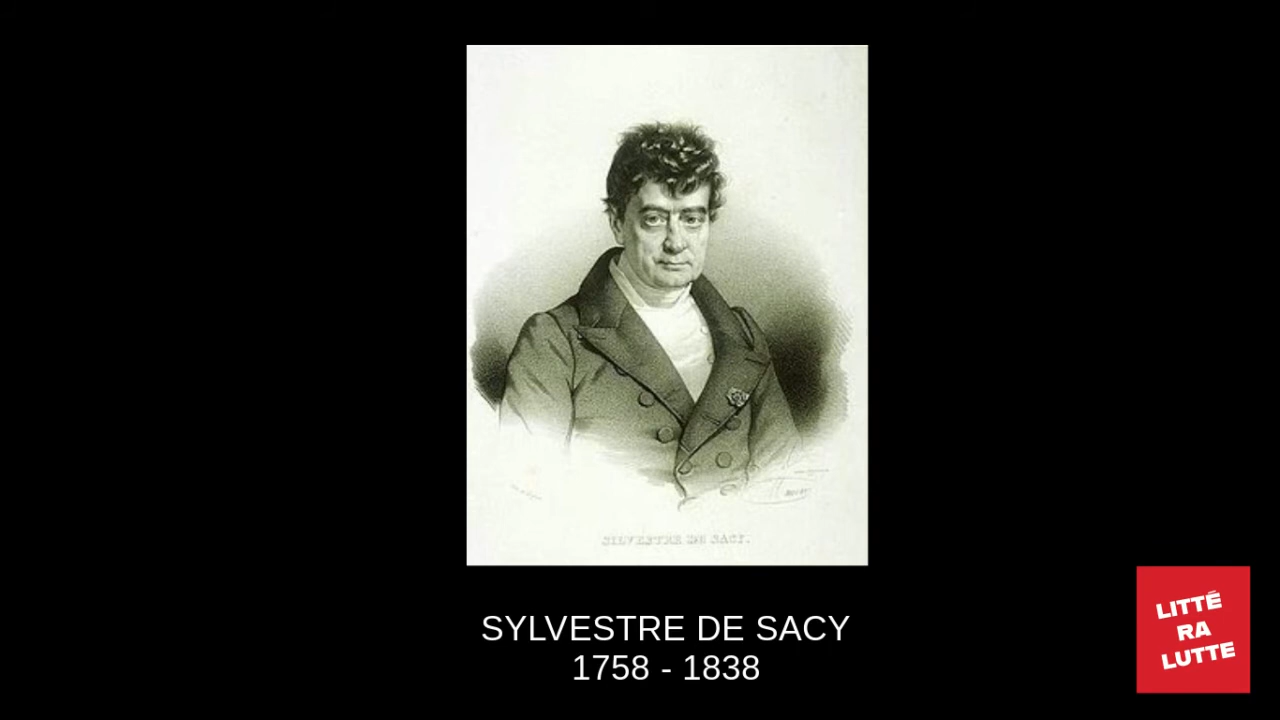 SILVESTRE DE SACY.
SYLVESTRE DE SACY
1758 - 1838
LITTÉ
RA
LUTTE